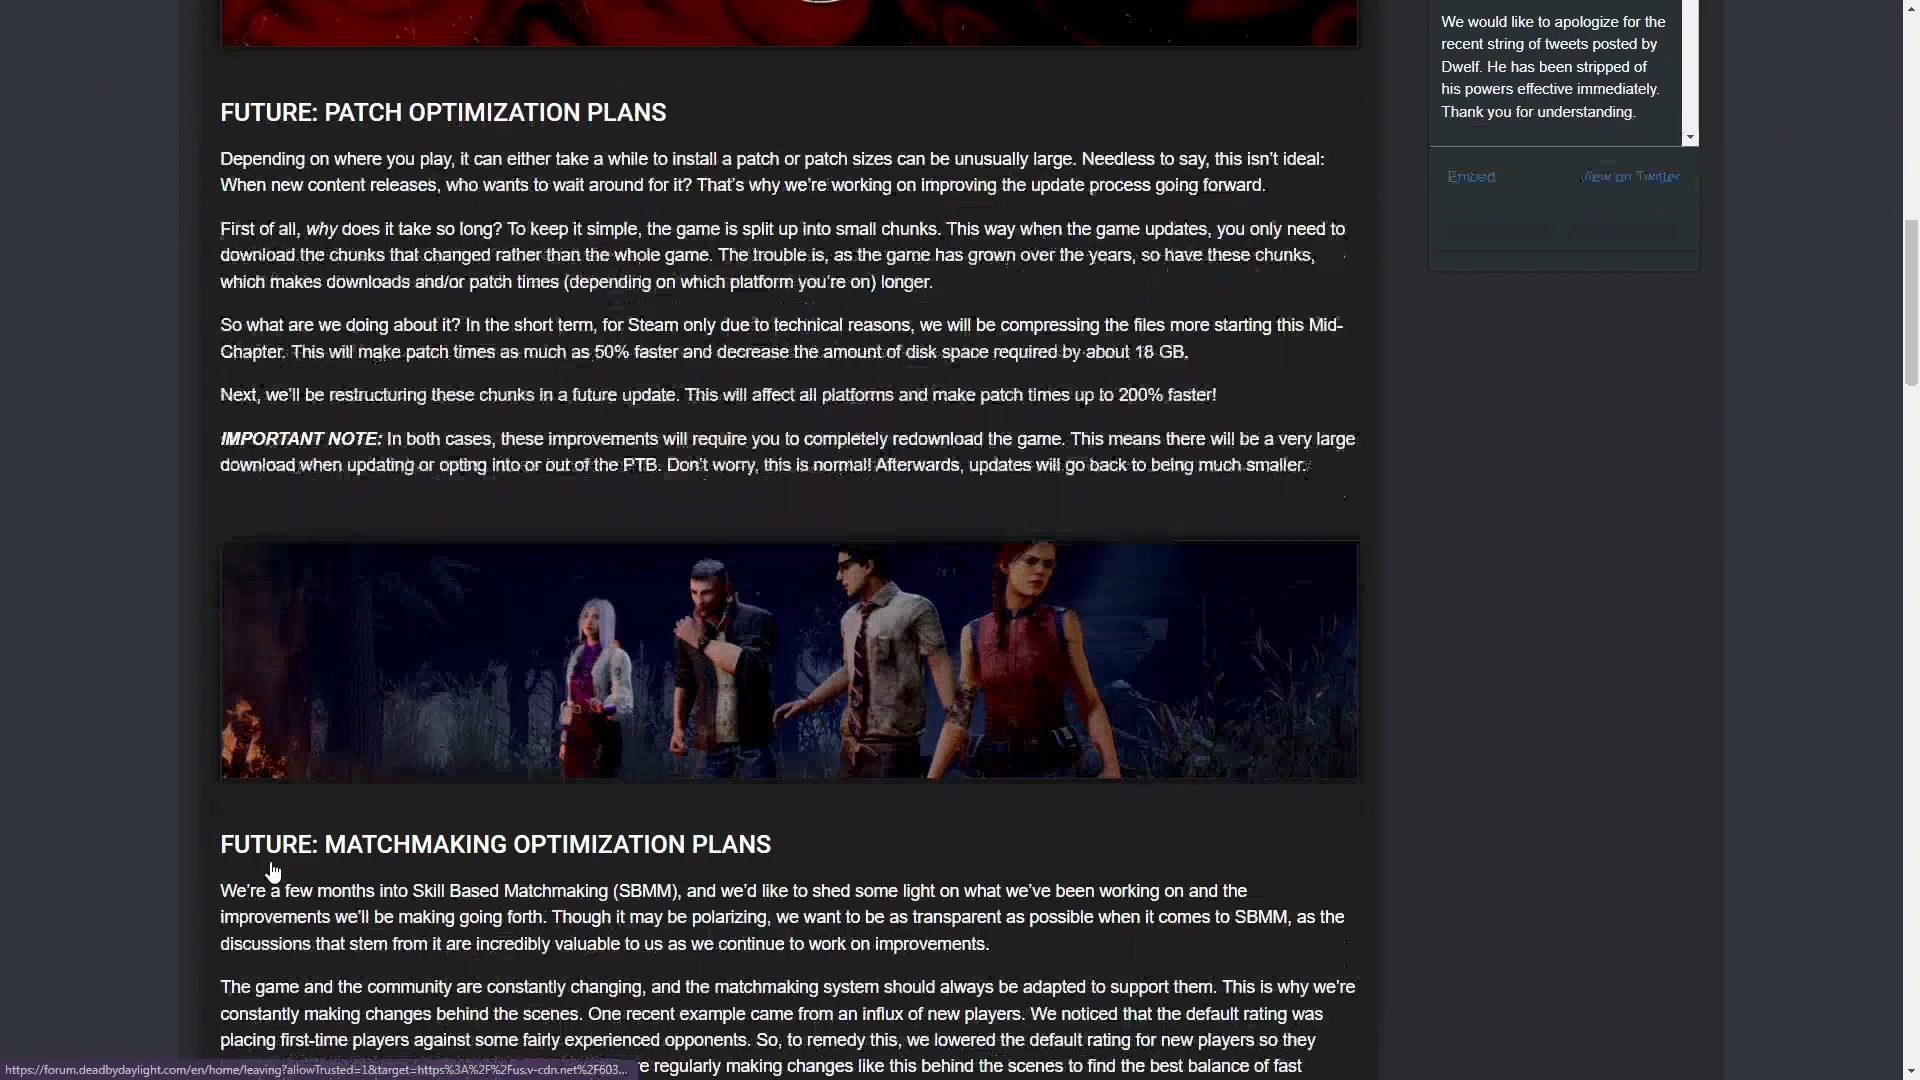 We would like to apologize for the
recent string of tweets posted by
Dwelf. He has been stripped of
his powers effective immediately.
Thank you for understanding.
Embed
View on Twitter
FUTURE: PATCH OPTIMIZATION PLANS
Depending on where you play, it can either take a while to install a patch or patch sizes can be unusually large. Needless to say, this isn't ideal:
When new content releases, who wants to wait around for it? That's why we're working on improving the update process going forward.
First of all, why does it take so long? To keep it simple, the game is split up into small chunks. This way when the game updates, you only need to
download the chunks that changed rather than the whole game. The trouble is, as the game has grown over the years, so have these chunks,
which makes downloads and/or patch times (depending on which platform you're on) longer.
So what are we doing about it? In the short term, for Steam only due to technical reasons, we will be compressing the files more starting this Mid-
Chapter. This will make patch times as much as 50% faster and decrease the amount of disk space required by about 18 GB.
Next, we'll be restructuring these chunks in a future update. This will affect all platforms and make patch times up to 200% faster!
IMPORTANT NOTE: In both cases, these improvements will require you to completely redownload the game. This means there will be a very large
download when updating or opting into or out of the PTB. Don't worry, this is normal! Afterwards, updates will go back to being much smaller.
FUTURE: MATCHMAKING OPTIMIZATION PLANS
We're a few months into Skill Based Matchmaking (SBMM), and we'd like to shed some light on what we've been working on and the
improvements we'll be making going forth. Though it may be polarizing, we want to be as transparent as possible when it comes to SBMM, as the
discussions that stem from it are incredibly valuable to us as we continue to work on improvements.
The game and the community are constantly changing, and the matchmaking system should always be adapted to support them. This is why we're
constantly making changes behind the scenes. One recent example came from an influx of new players. We noticed that the default rating was
placing first-time players against some fairly experienced opponents. So, to remedy this, we lowered the default rating for new players so they
e regularly making changes like this behind the scenes to find the best balance of fast
https://forum.deadbydaylight.com/en/home/leaving?allowTrusted=1&target=https%3A%2F%2Fus.v-cdn.net%2F603...